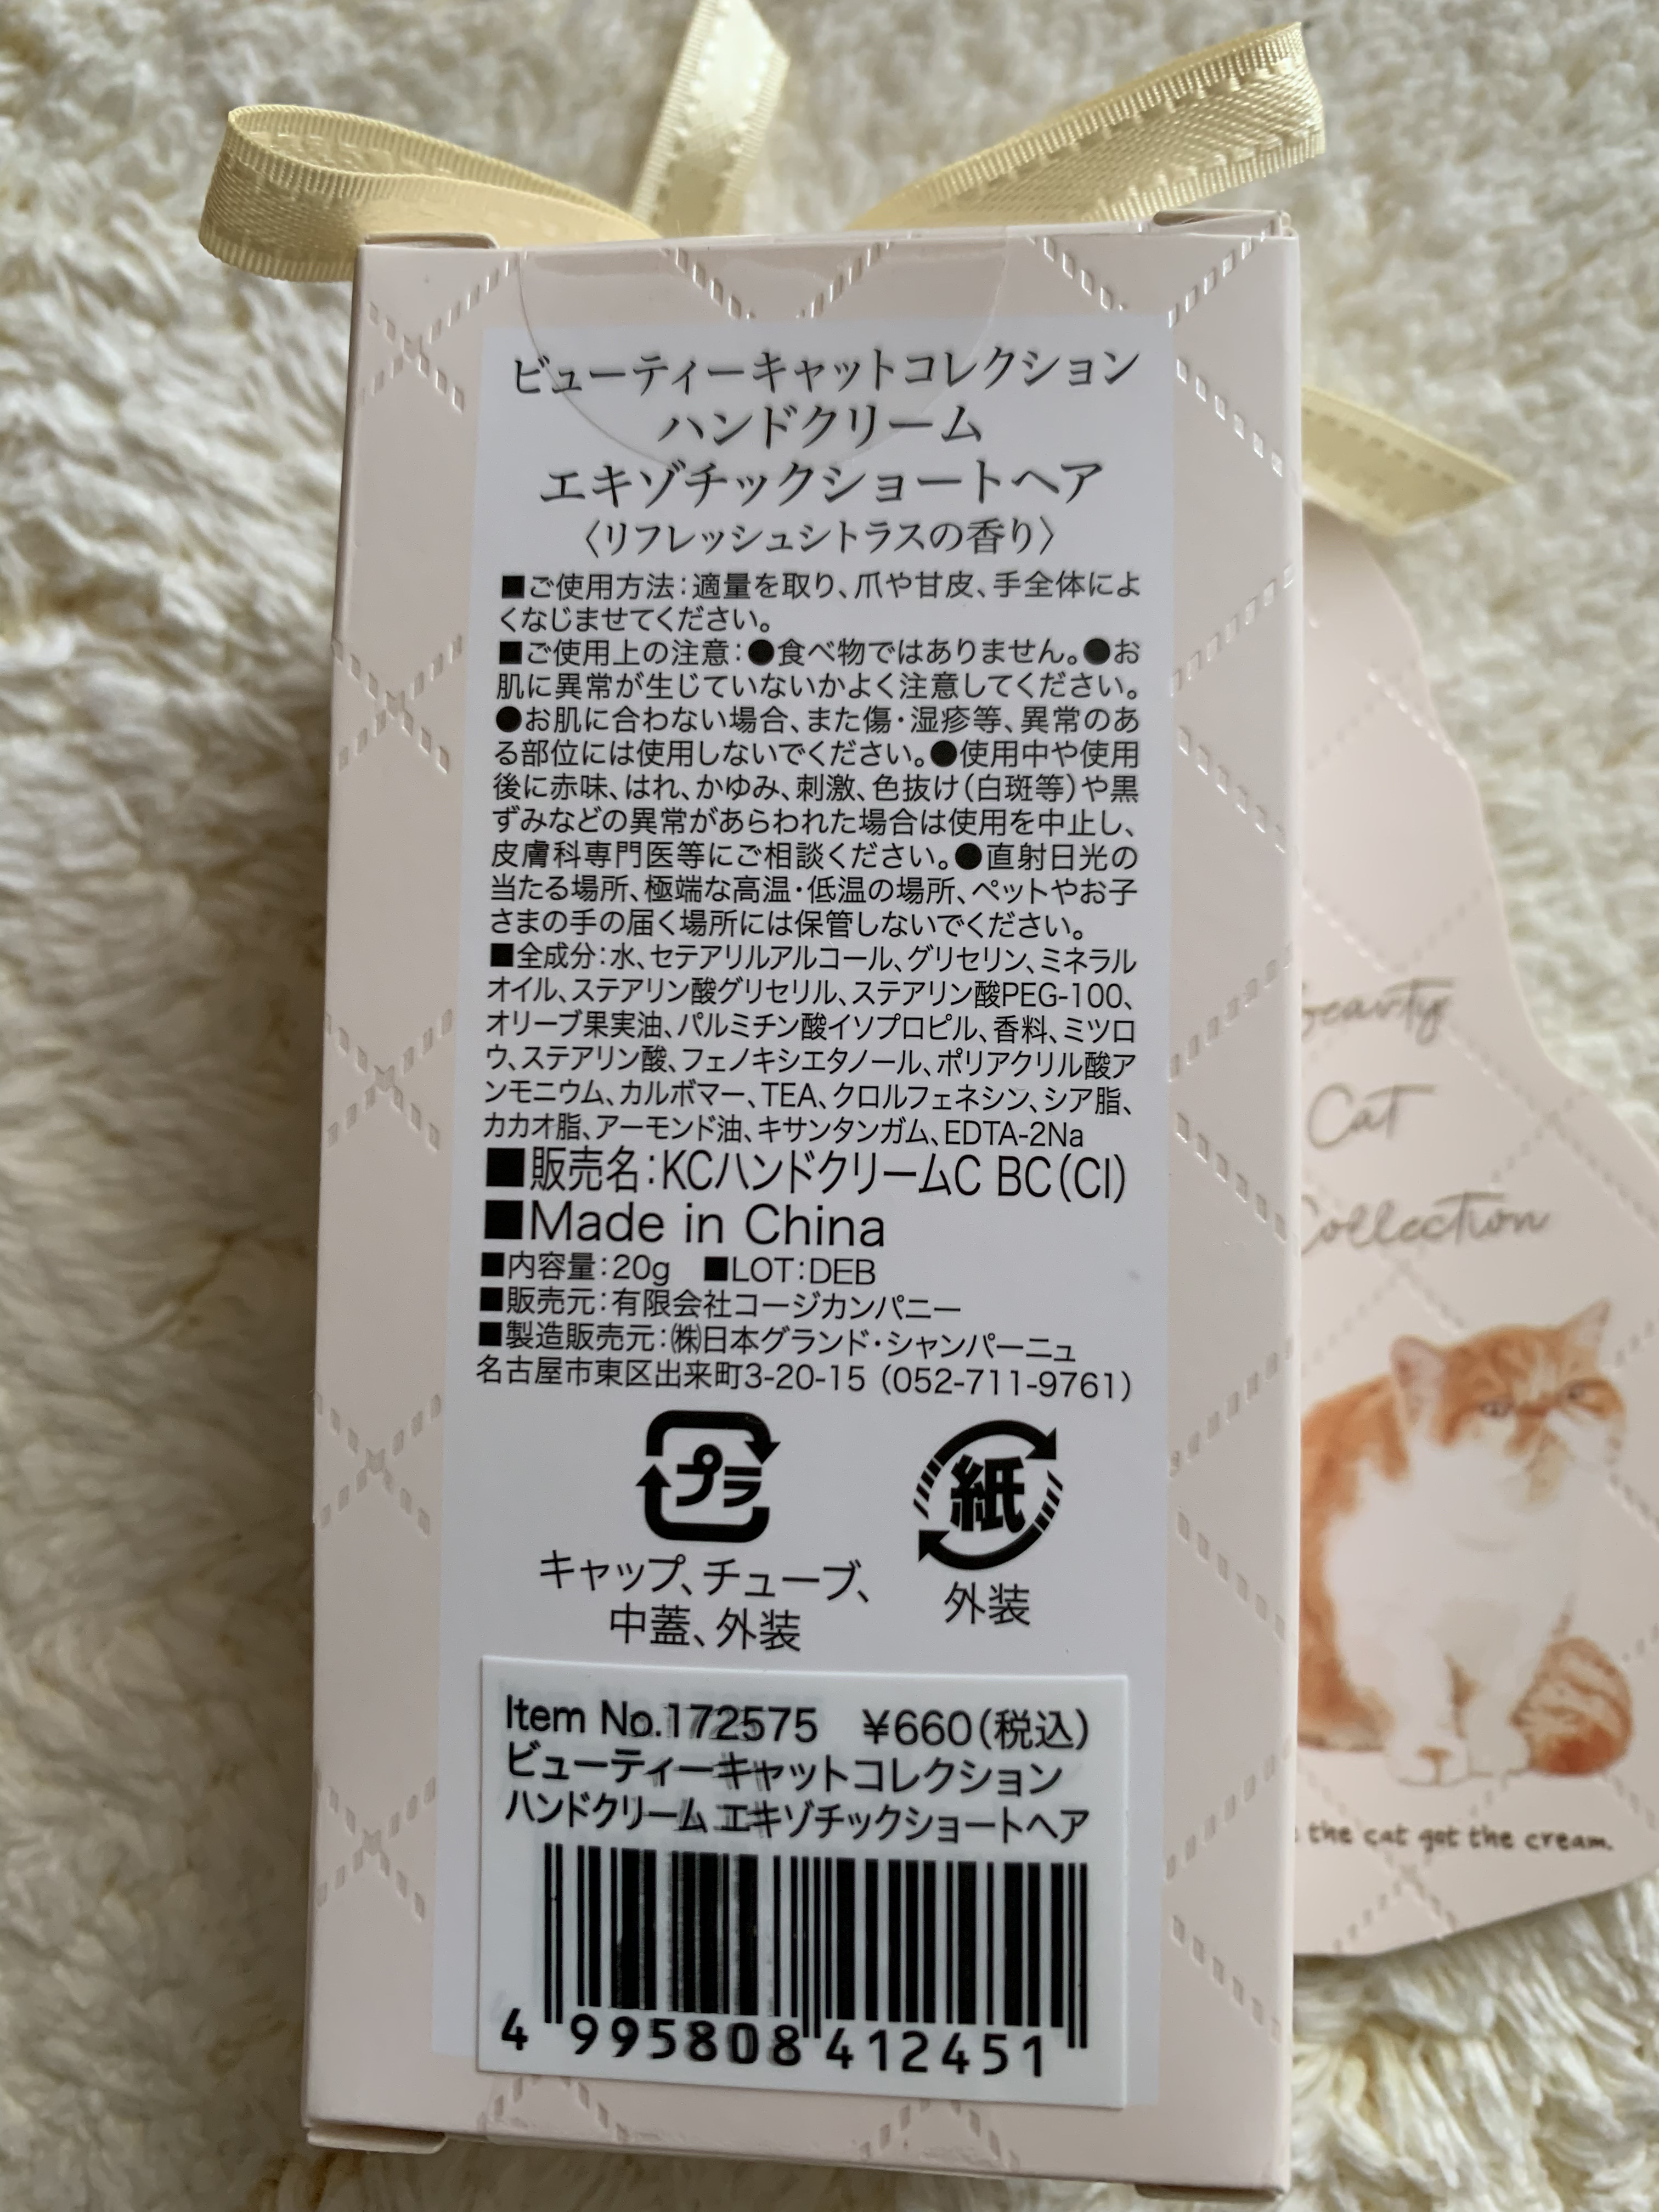 ビューティーキャットコレクション
ハンドクリーム
エキゾチックショートヘア
〈リフレッシュシトラスの香り〉
■ご使用方法:適量を取り、爪や甘皮、手全体によ
くなじませてください。
■ご使用上の注意:●食べ物ではありません。●お
肌に異常が生じていないかよく注意してください。
●お肌に合わない場合、また傷・湿疹等、異常のあ
る部位には使用しないでください。●使用中や使用
後に赤味、はれ、かゆみ、刺激、色抜け(白斑等)や黒
ずみなどの異常があらわれた場合は使用を中止し、
皮膚科専門医等にご相談ください。●直射日光の
当たる場所、極端な高温・低温の場所、ペットやお子
さまの手の届く場所には保管しないでください。
■全成分:水、セテアリルアルコール、グリセリン、ミネラル
オイル、ステアリン酸グリセリル、ステアリン酸PEG-100、
オリーブ果実油、パルミチン酸イソプロピル、香料、ミツロ
ウ、ステアリン酸、フェノキシエタノール、ポリアクリル酸ア
ンモニウム、カルボマー、TEA、クロルフェネシン、シア脂、
カカオ脂、アーモンド油、キサンタンガム、EDTA-2Na
■販売名:KCハンドクリームC BC(CI)
■Made in China
■内容量:20g ■LOT:DEB
■販売元:有限会社コージカンパニー
■製造販売元:㈱日本グランド・シャンパーニュ
名古屋市東区出来町3-20-15(052-711-9761)
プラ
キャップ、チューブ、
中蓋、外装
紙
外装
Item No.172575 ¥660(税込)
ビューティーキャットコレクション
ハンドクリーム エキゾチックショートヘア
4 995808 412451
Beauty
Cat
Collection
the cat got the cream.